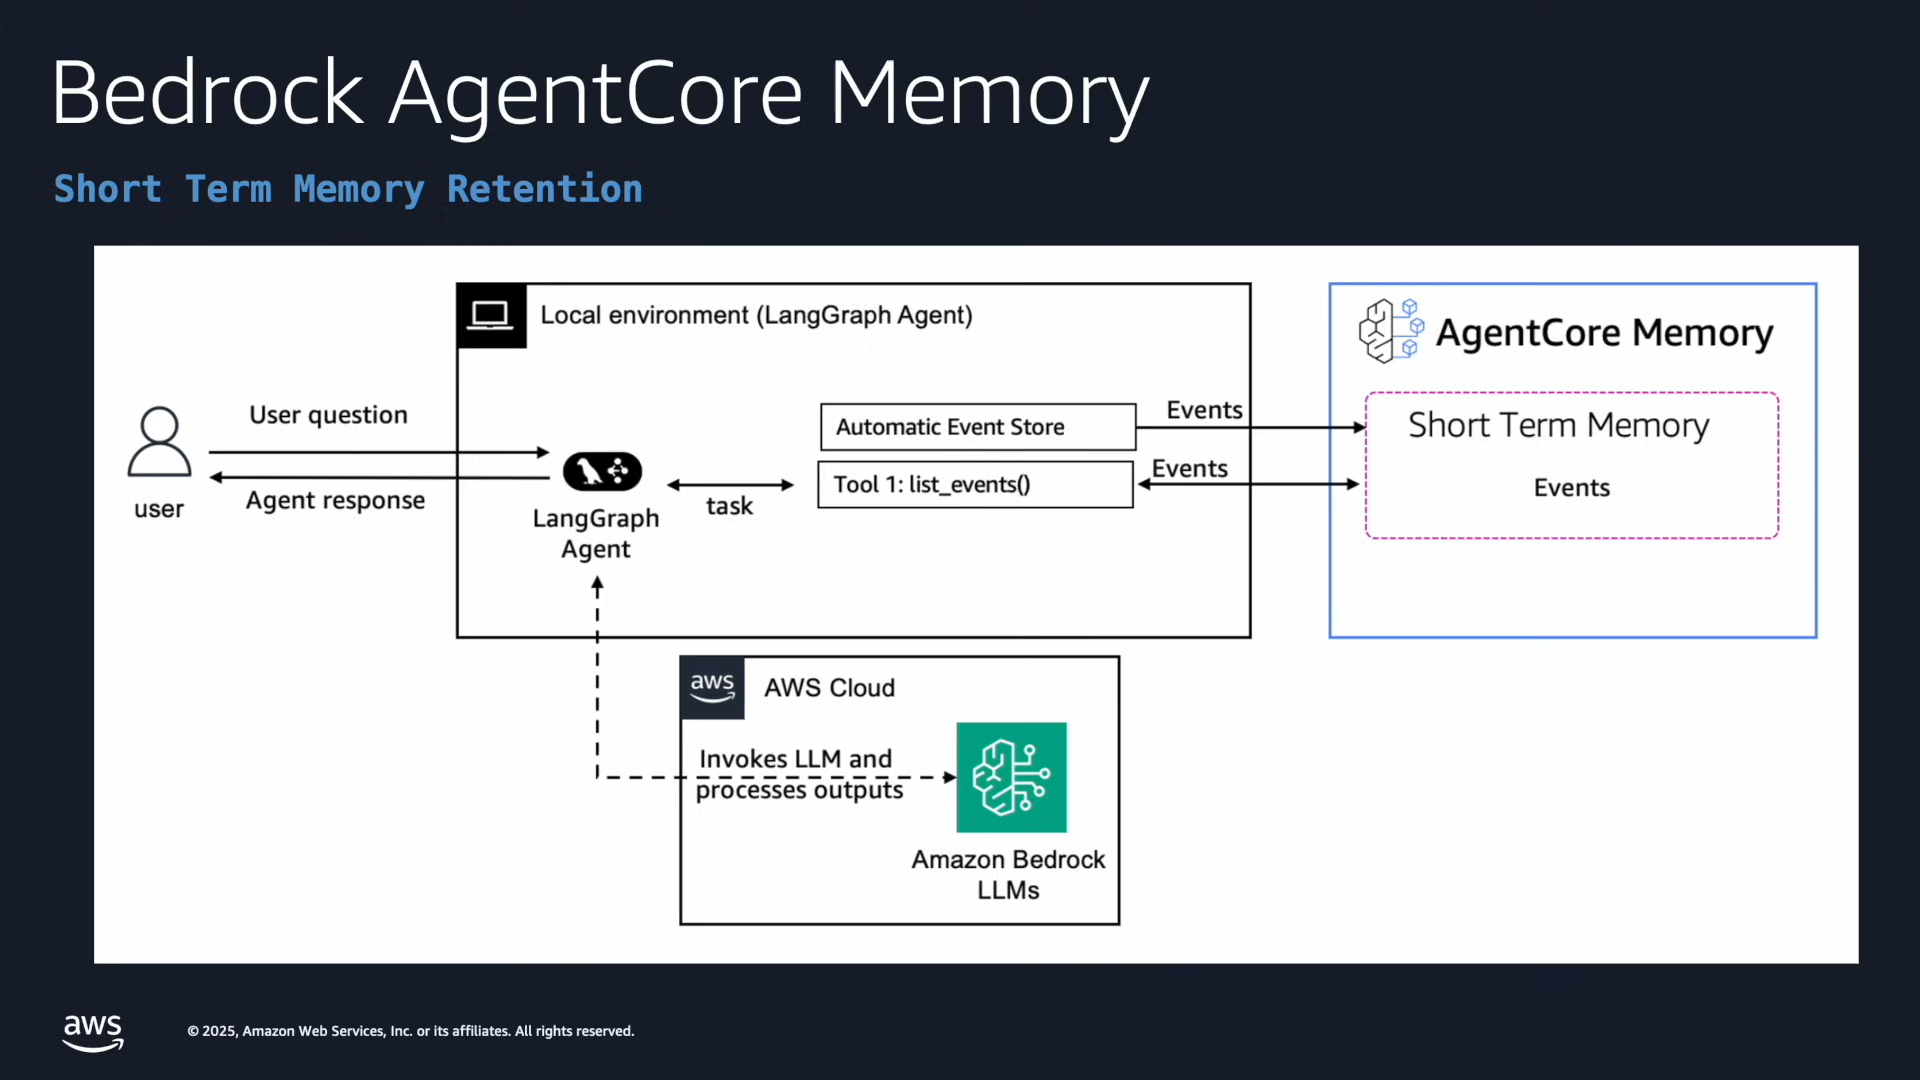 Bedrock AgentCore Memory
Short Term Memory Retention
Local environment (LangGraph Agent)
AgentCore Memory
User question
Agent response
user
LangGraph
Agent
task
Automatic Event Store
Tool 1: list_events()
Events
Events
Short Term Memory
Events
aws
AWS Cloud
Invokes LLM and
processes outputs
Amazon Bedrock
LLMs
aws
© 2025, Amazon Web Services, Inc. or its affiliates. All rights reserved.